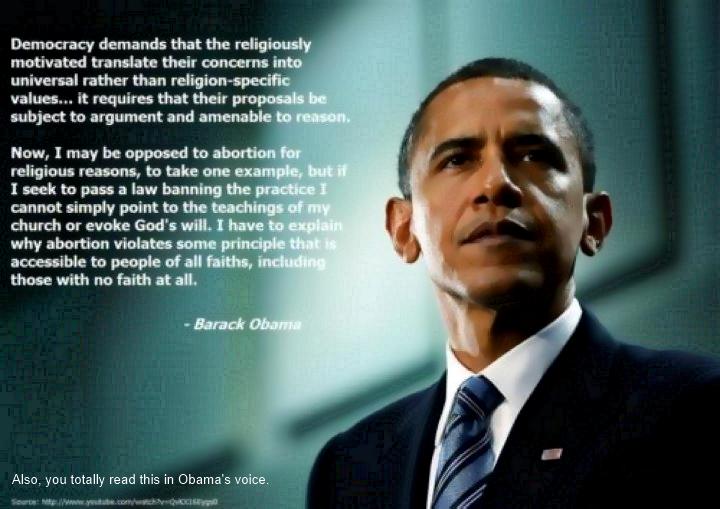 Democracy demands that the religiously
motivated translate their concerns into
universal rather than religion-specific
values... it requires that their proposals be
subject to argument and amenable to reason.
Now, I may be opposed to abortion for
religious reasons, to take one example, but if
I seek to pass a law banning the practice I
cannot simply point to the teachings of my
church or evoke God's will. I have to explain
why abortion violates some principle that is
accessible to people of all faiths, including
those with no faith at all.
- Barack Obama
Also, you totally read this in Obama's voice.
Source: